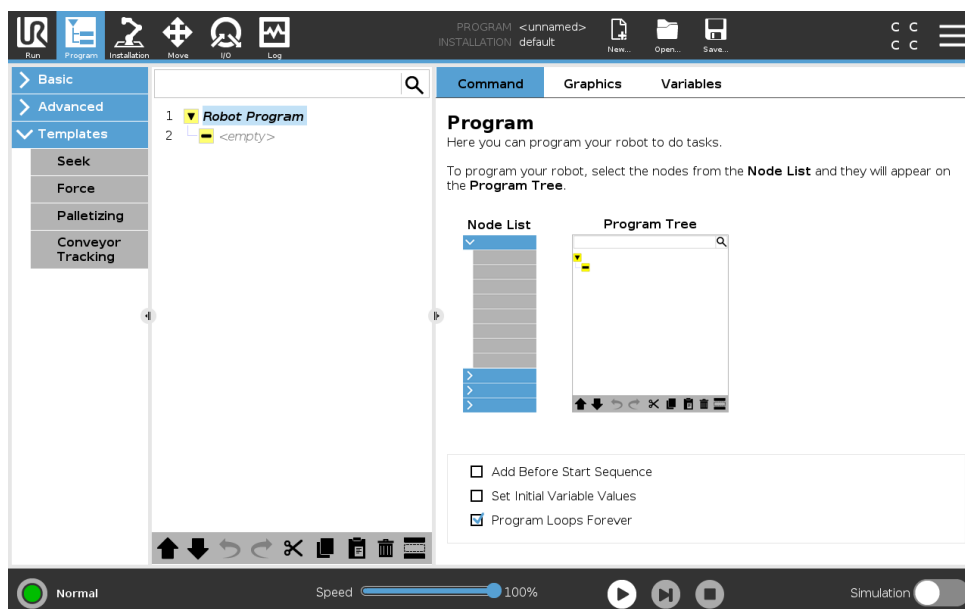 UR
PROGRAM <unnamed>
INSTALLATION default
Run
Program
Installation
Move
I/O
Log
New...
Open...
Save...
C C
C C
Basic
Advanced
Templates
Seek
Force
Palletizing
Conveyor
Tracking
1 Robot Program
2 <empty>
Command Graphics Variables
Program
Here you can program your robot to do tasks.
To program your robot, select the nodes from the Node List and they will appear on
the Program Tree.
Node List Program Tree
Add Before Start Sequence
Set Initial Variable Values
Program Loops Forever
Normal
Speed 100%
Simulation